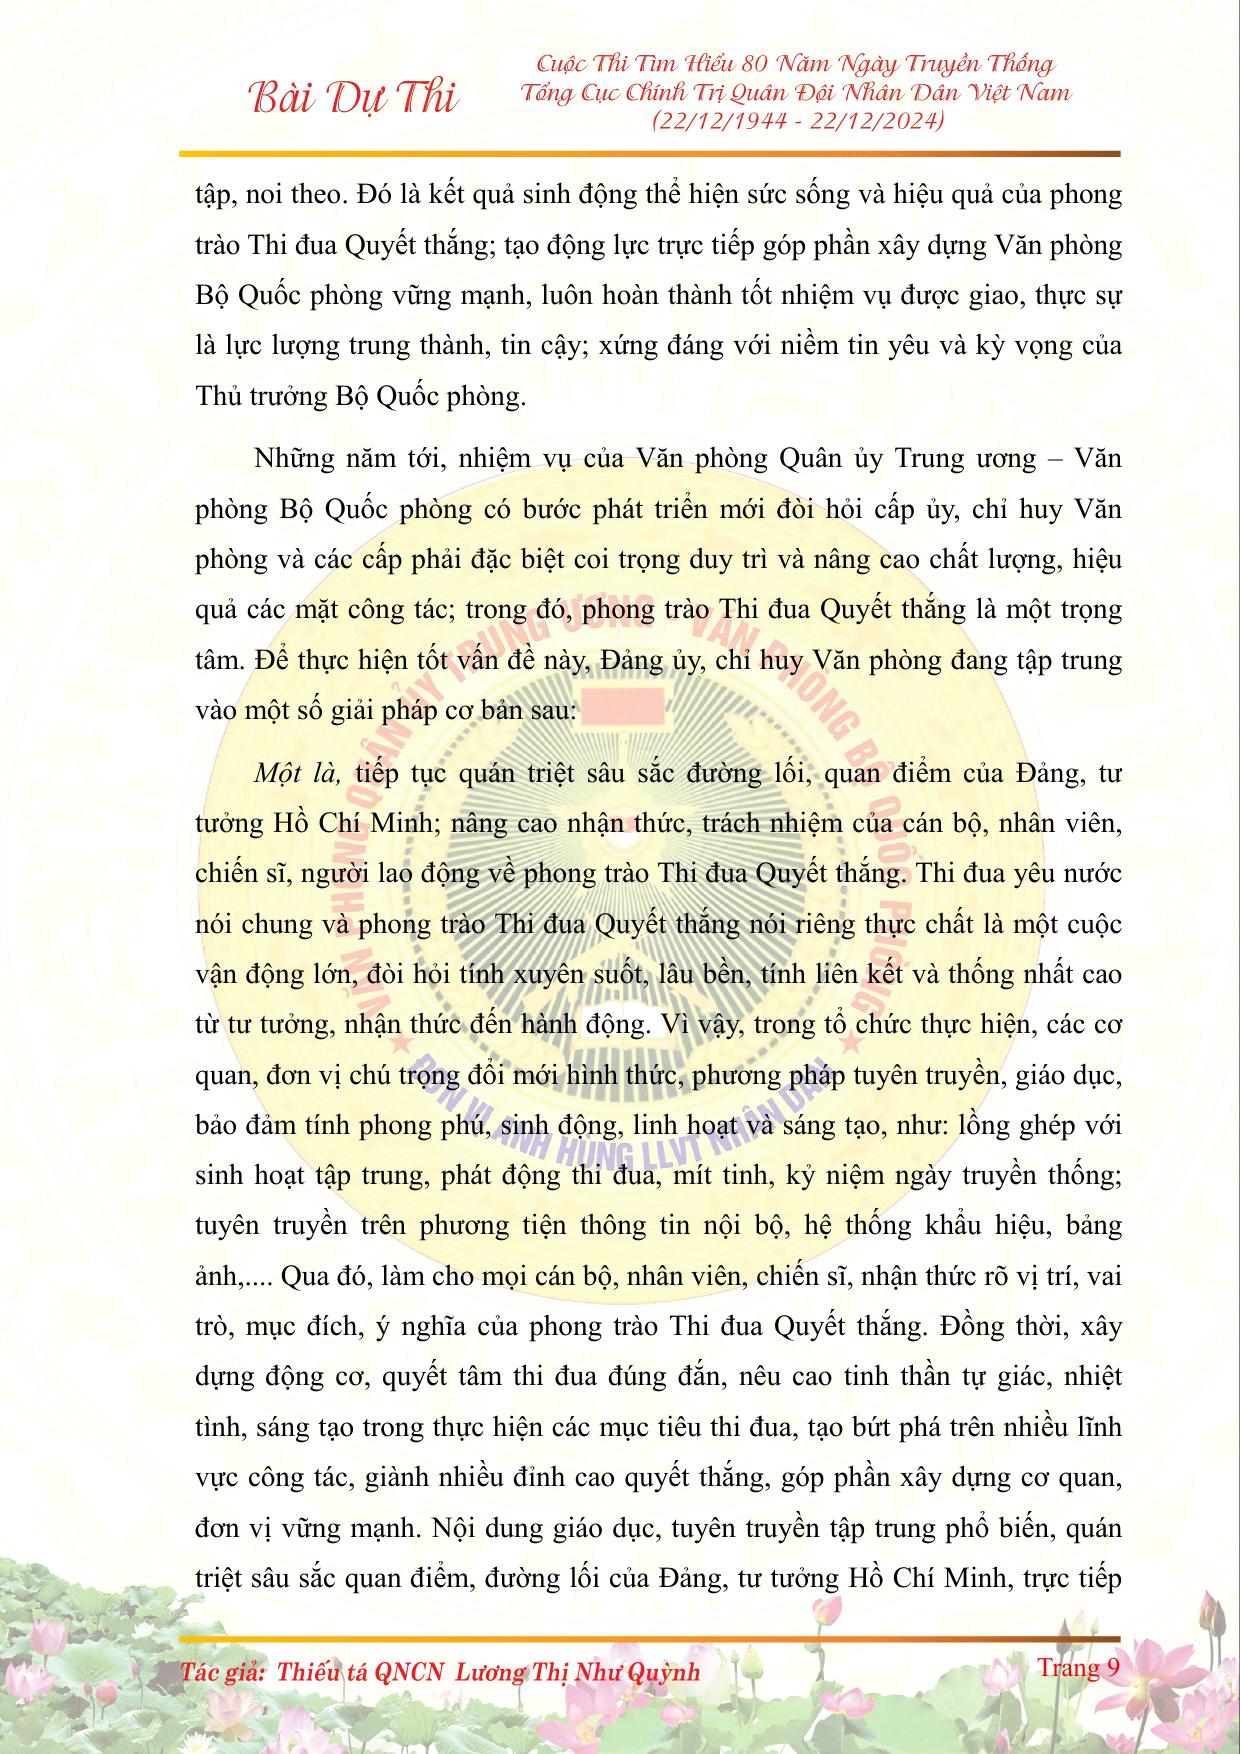 Bài Dự Thi
Cuộc Thi Tìm Hiểu 80 Năm Ngày Truyền Thống
Tổng Cục Chính Trị Quân Đội Nhân Dân Việt Nam
(22/12/1944 - 22/12/2024)
tập, noi theo. Đó là kết quả sinh động thể hiện sức sống và hiệu quả của phong
trào Thi đua Quyết thắng; tạo động lực trực tiếp góp phần xây dựng Văn phòng
Bộ Quốc phòng vững mạnh, luôn hoàn thành tốt nhiệm vụ được giao, thực sự
là lực lượng trung thành, tin cậy; xứng đáng với niềm tin yêu và kỳ vọng của
Thủ trưởng Bộ Quốc phòng.
Những năm tới, nhiệm vụ của Văn phòng Quân ủy Trung ương – Văn
phòng Bộ Quốc phòng có bước phát triển mới đòi hỏi cấp ủy, chỉ huy Văn
phòng và các cấp phải đặc biệt coi trọng duy trì và nâng cao chất lượng, hiệu
quả các mặt công tác; trong đó, phong trào Thi đua Quyết thắng là một trọng
tâm. Để thực hiện tốt vấn đề này, Đảng ủy, chỉ huy Văn phòng đang tập trung
vào một số giải pháp cơ bản sau:
Một là, tiếp tục quán triệt sâu sắc đường lối, quan điểm của Đảng, tư
tưởng Hồ Chí Minh; nâng cao nhận thức, trách nhiệm của cán bộ, nhân viên,
chiến sĩ, người lao động về phong trào Thi đua Quyết thắng. Thi đua yêu nước
nói chung và phong trào Thi đua Quyết thắng nói riêng thực chất là một cuộc
vận động lớn, đòi hỏi tính xuyên suốt, lâu bền, tính liên kết và thống nhất cao
từ tư tưởng, nhận thức đến hành động. Vì vậy, trong tổ chức thực hiện, các cơ
quan, đơn vị chú trọng đổi mới hình thức, phương pháp tuyên truyền, giáo dục,
bảo đảm tính phong phú, sinh động, linh hoạt và sáng tạo, như: lồng ghép với
sinh hoạt tập trung, phát động thi đua, mít tinh, kỷ niệm ngày truyền thống;
tuyên truyền trên phương tiện thông tin nội bộ, hệ thống khẩu hiệu, bảng
ảnh,.... Qua đó, làm cho mọi cán bộ, nhân viên, chiến sĩ, nhận thức rõ vị trí, vai
trò, mục đích, ý nghĩa của phong trào Thi đua Quyết thắng. Đồng thời, xây
dựng động cơ, quyết tâm thi đua đúng đắn, nêu cao tinh thần tự giác, nhiệt
tình, sáng tạo trong thực hiện các mục tiêu thi đua, tạo bứt phá trên nhiều lĩnh
vực công tác, giành nhiều đỉnh cao quyết thắng, góp phần xây dựng cơ quan,
đơn vị vững mạnh. Nội dung giáo dục, tuyên truyền tập trung phổ biến, quán
triệt sâu sắc quan điểm, đường lối của Đảng, tư tưởng Hồ Chí Minh, trực tiếp
VĂN PHÒNG QUÂN ỦY TRUNG ƯƠNG - VĂN PHÒNG BỘ QUỐC PHÒNG
ĐƠN VỊ ANH HÙNG LLVT NHÂN DÂN
Tác giả: Thiếu tá QNCN Lương Thị Như Quỳnh
Trang 9